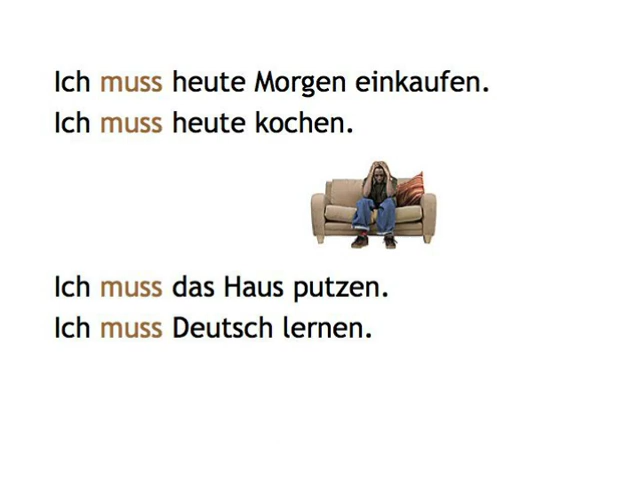 Ich muss heute Morgen einkaufen.
Ich muss heute kochen.
Ich muss das Haus putzen.
Ich muss Deutsch lernen.